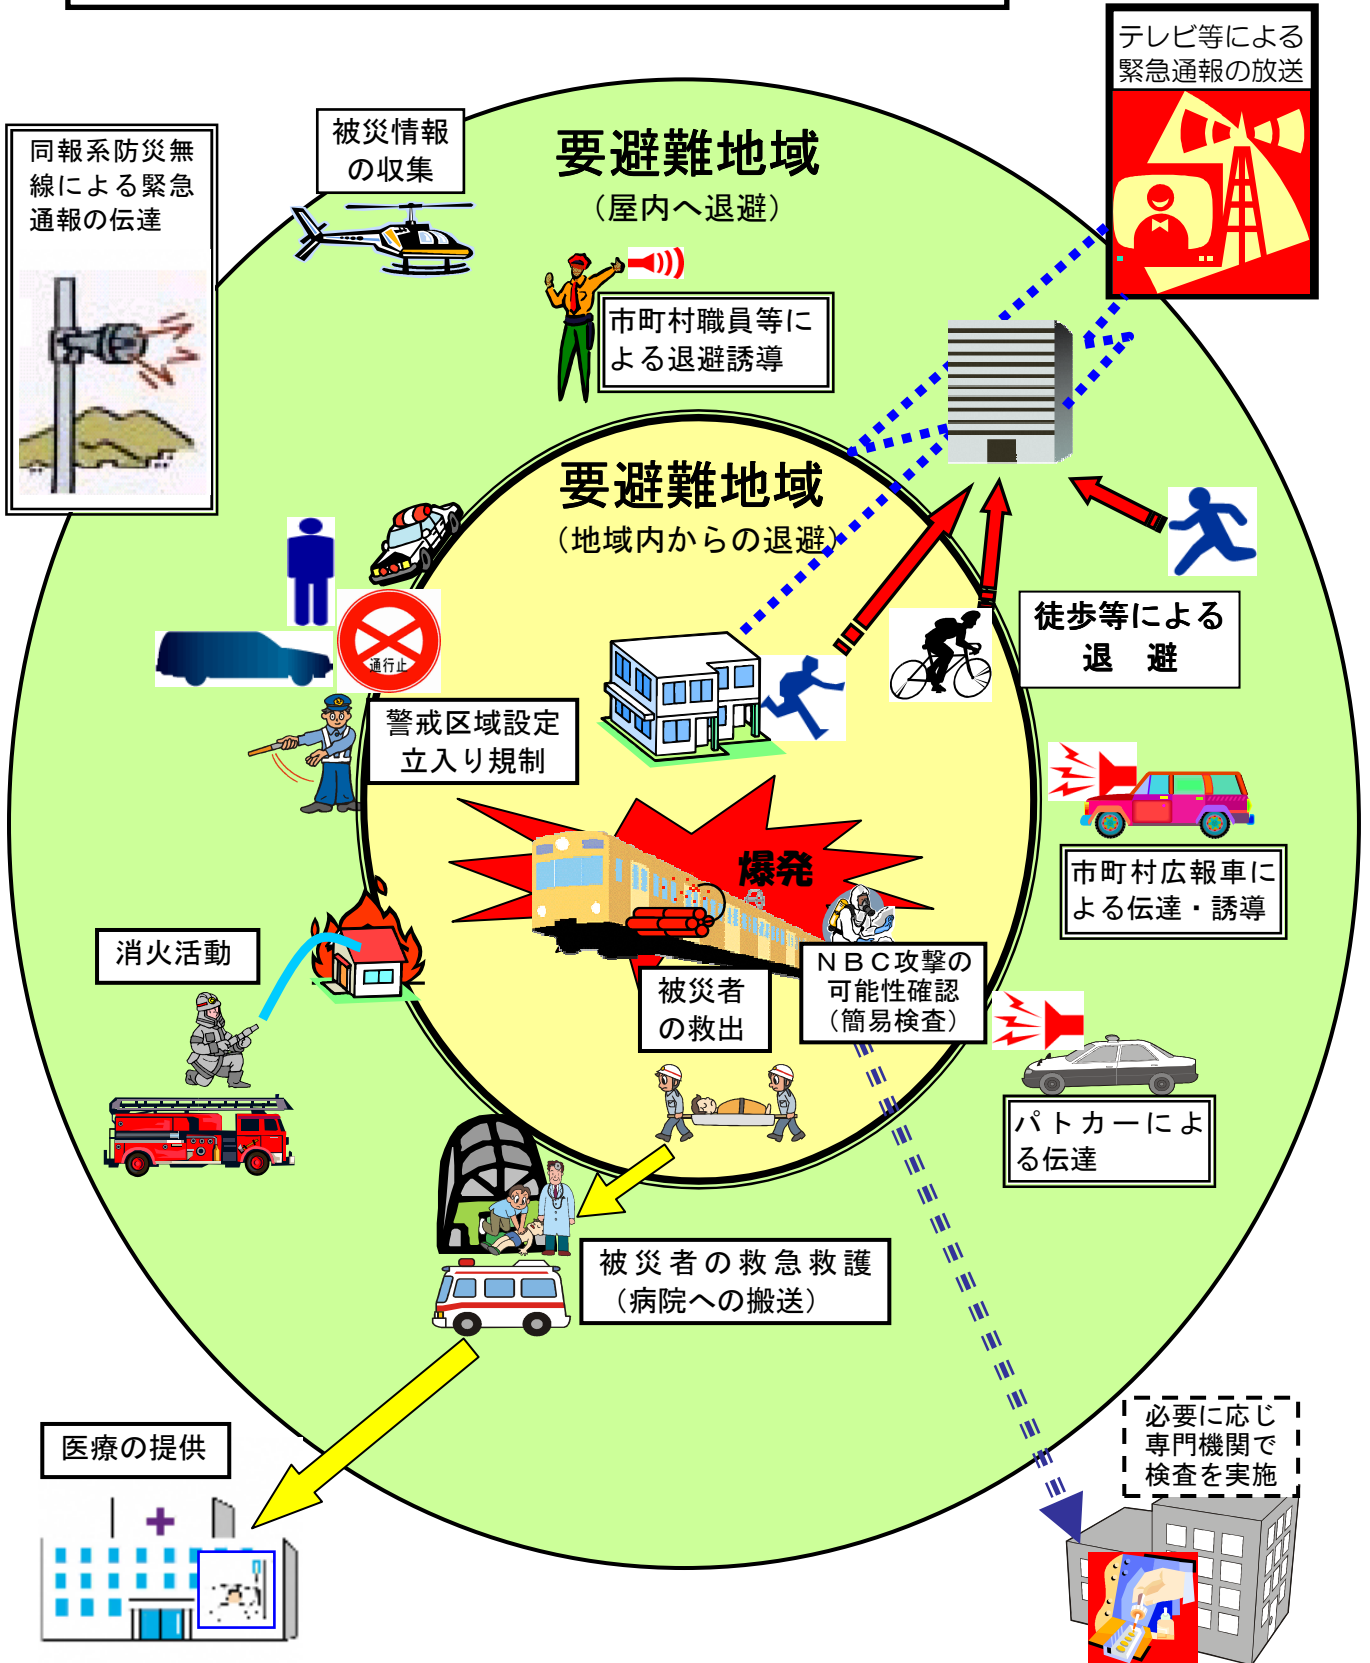 テレビ等による
緊急通報の放送
同報系防災無
線による緊急
通報の伝達
被災情報
の収集
要避難地域
（屋内へ退避）
市町村職員等に
よる退避誘導
要避難地域
（地域内からの退避）
通行止
徒歩等による
退　避
警戒区域設定
立入り規制
爆発
市町村広報車に
よる伝達・誘導
消火活動
ＮＢＣ攻撃の
可能性確認
（簡易検査）
被災者
の救出
パトカーによ
る伝達
被災者の救急救護
（病院への搬送）
必要に応じ
専門機関で
検査を実施
医療の提供